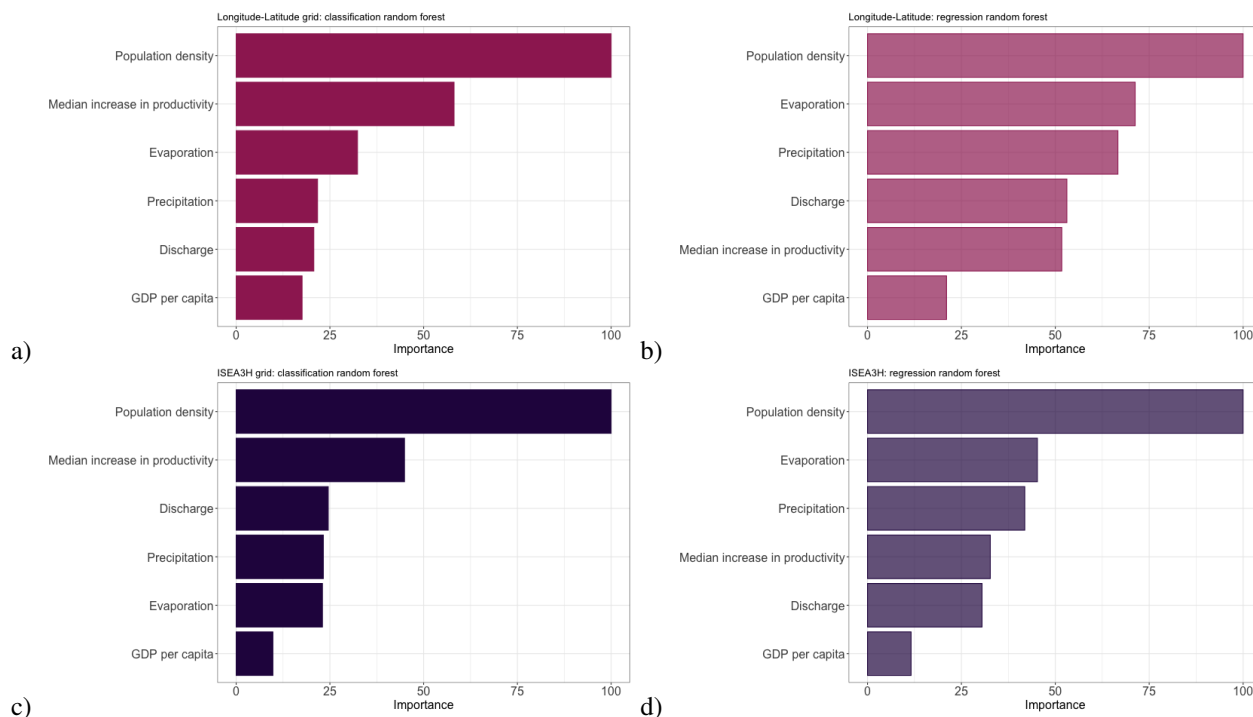 Longitude-Latitude grid: classification random forest
Population density
Median increase in productivity
Evaporation
Precipitation
Discharge
GDP per capita
0 25 50 75 100
Importance
a)
Longitude-Latitude: regression random forest
Population density
Evaporation
Precipitation
Discharge
Median increase in productivity
GDP per capita
0 25 50 75 100
Importance
b)
ISEA3H grid: classification random forest
Population density
Median increase in productivity
Discharge
Precipitation
Evaporation
GDP per capita
0 25 50 75 100
Importance
c)
ISEA3H: regression random forest
Population density
Evaporation
Precipitation
Median increase in productivity
Discharge
GDP per capita
0 25 50 75 100
Importance
d)